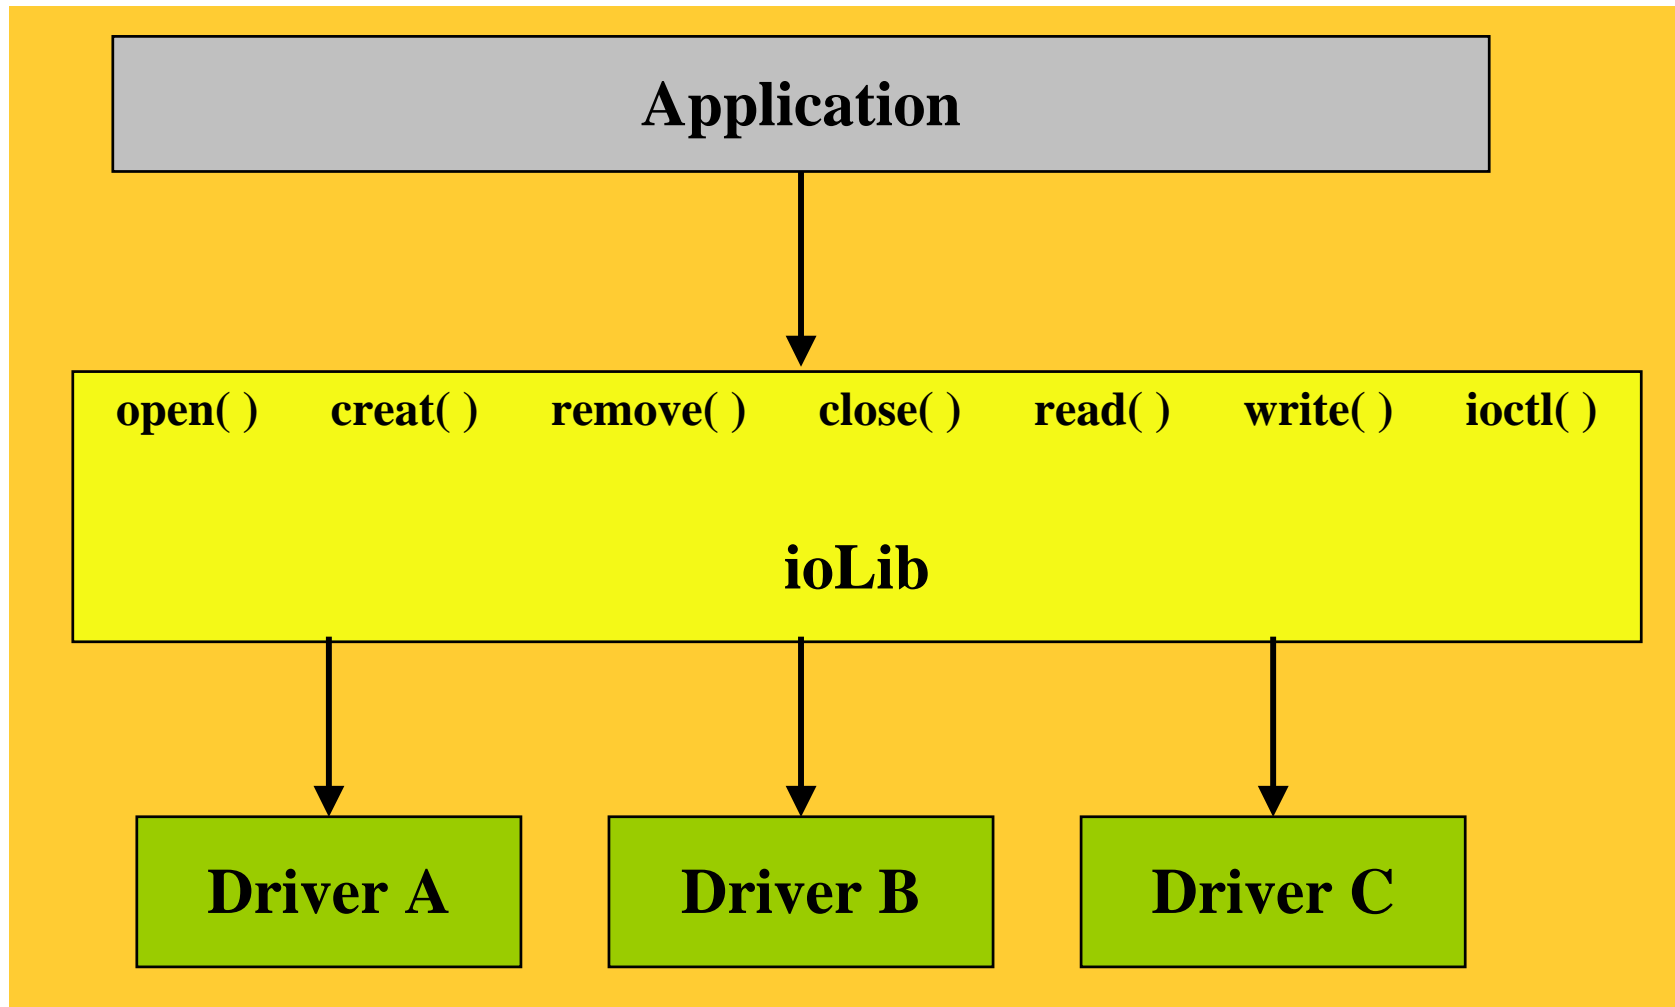 Application
open( ) creat( ) remove( ) close( ) read( ) write( ) ioctl( )
ioLib
Driver A Driver B Driver C